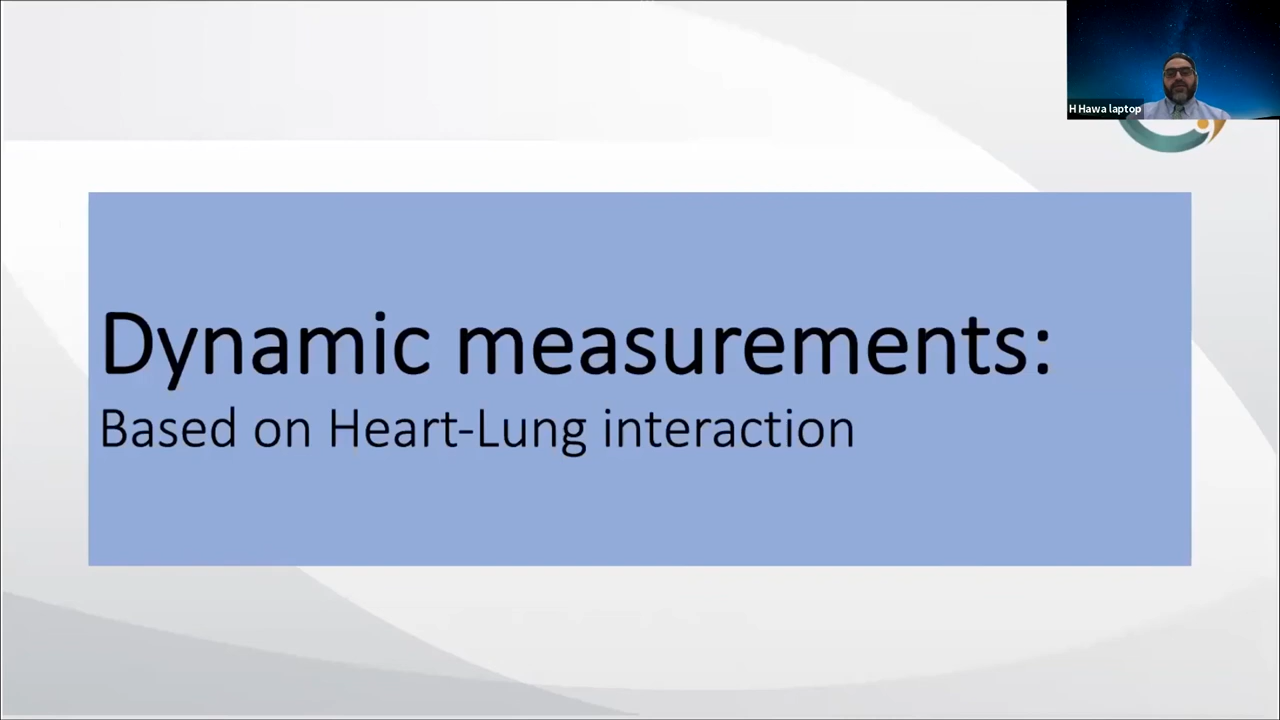 H Hawa laptop
Dynamic measurements:
Based on Heart-Lung interaction